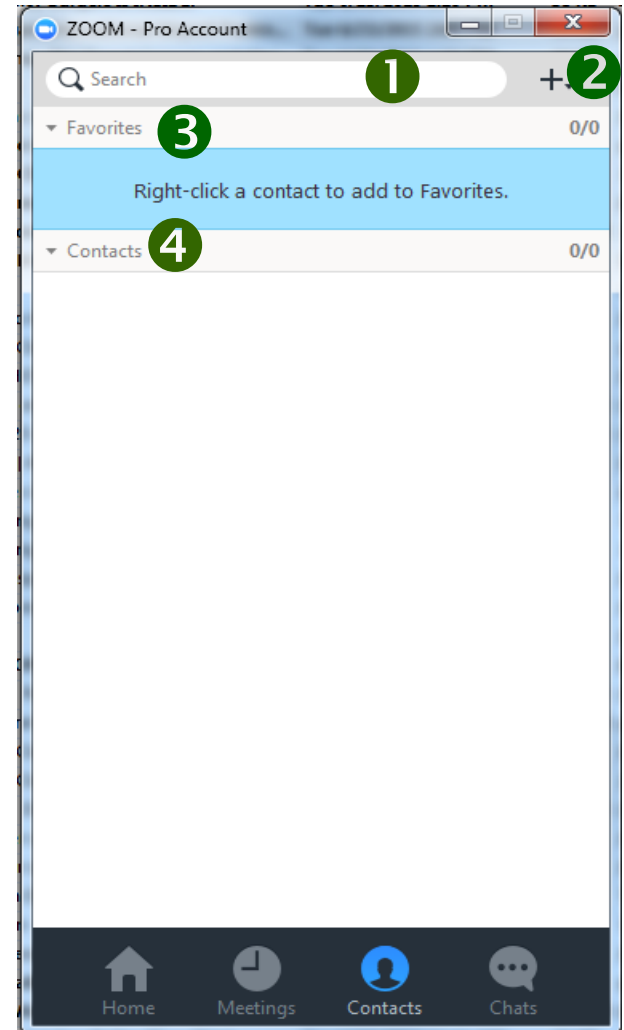 ZOOM - Pro Account
Search
1
+
2
Favorites
3
0/0
Right-click a contact to add to Favorites.
Contacts
4
0/0
Home Meetings Contacts Chats